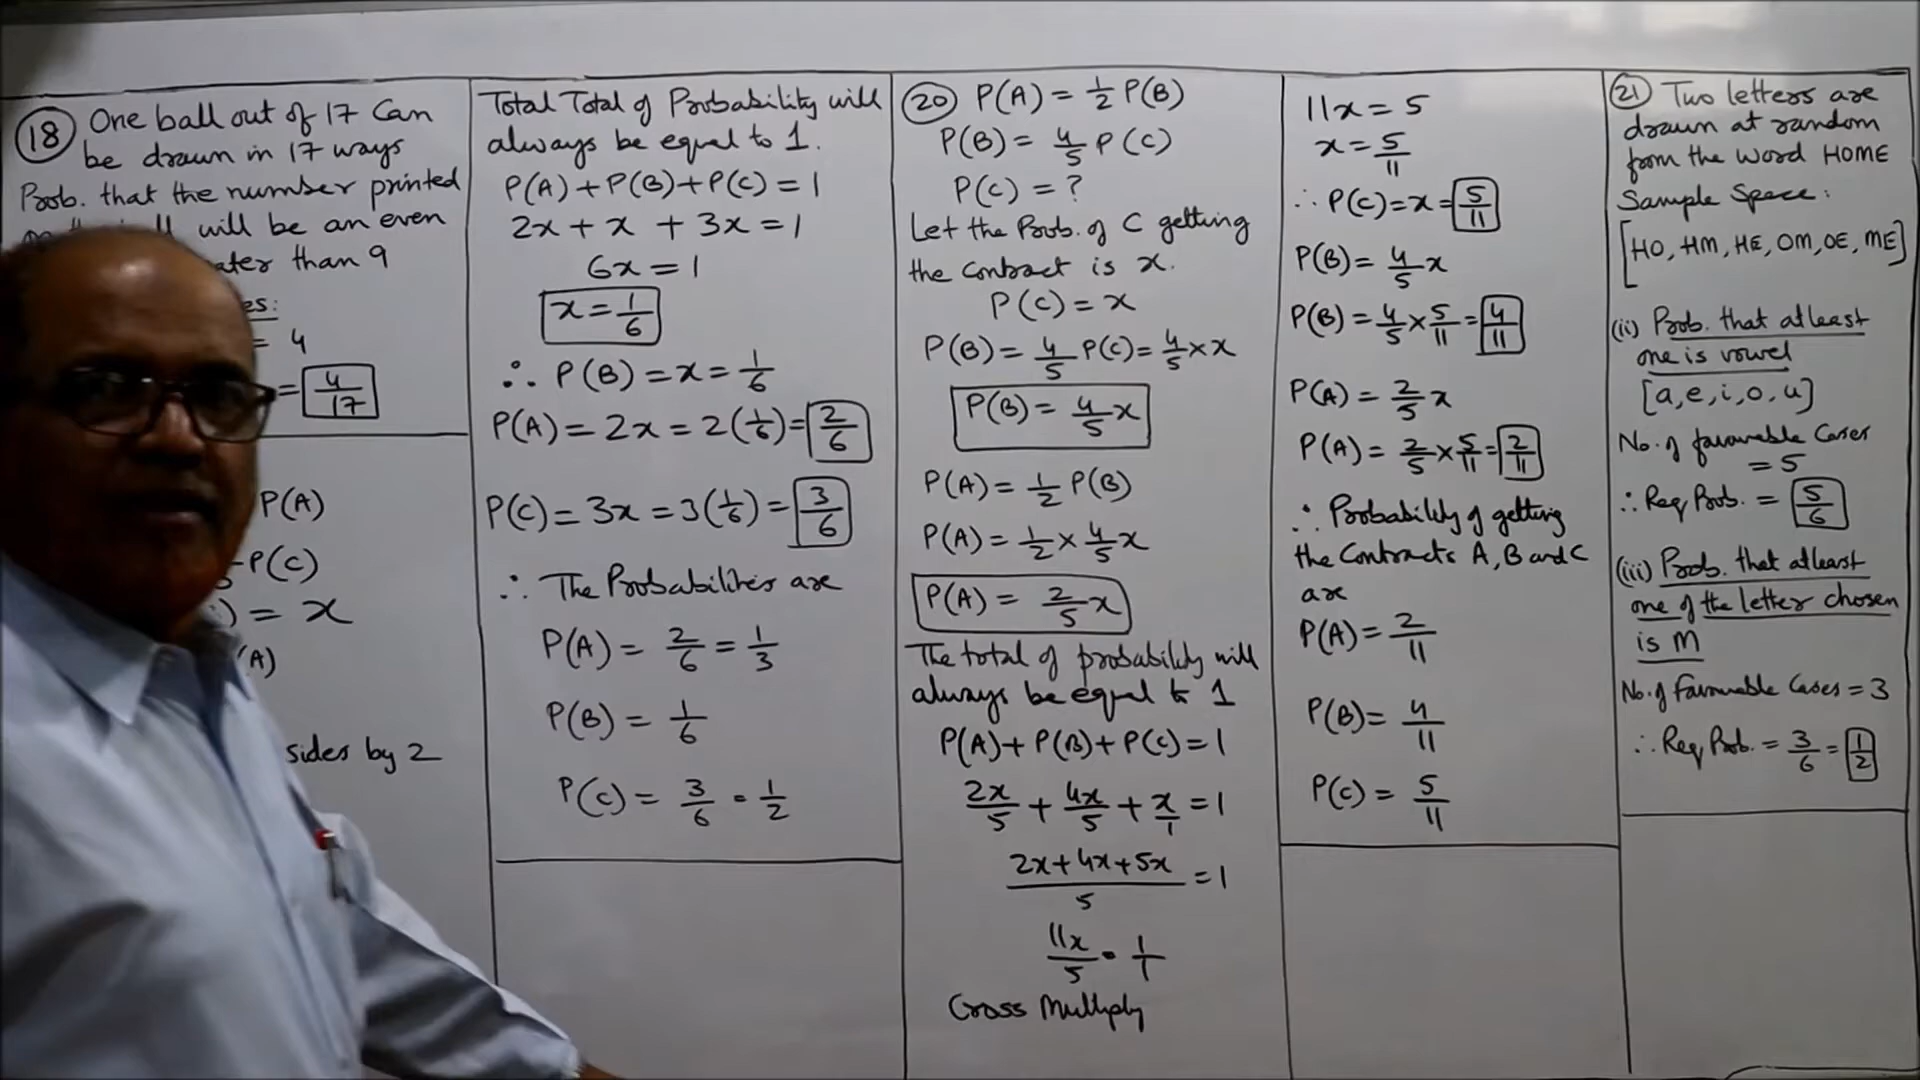 (18) One ball out of 17 Can
be drawn in 17 ways
Prob. that the number printed
will be an even
than 9
= 4
= 4/17
P(A)
P(C)
) = x
(A)
sides by 2
Total Total of Probability will
always be equal to 1.
P(A)+P(B)+P(C) = 1
2x + x + 3x = 1
6x = 1
x = 1/6
∴ P(B) = x = 1/6
P(A) = 2x = 2(1/6) = 2/6
P(C) = 3x = 3(1/6) = 3/6
∴ The Probabilities are
P(A) = 2/6 = 1/3
P(B) = 1/6
P(C) = 3/6 = 1/2
(20) P(A) = 1/2 P(B)
P(B) = 4/5 P(C)
P(C) = ?
Let the Prob. of C getting
the contract is x.
P(C) = x
P(B) = 4/5 P(C) = 4/5 × x
P(B) = 4/5 x
P(A) = 1/2 P(B)
P(A) = 1/2 × 4/5 x
P(A) = 2/5 x
The total of probability will
always be equal to 1
P(A)+P(B)+P(C) = 1
2x/5 + 4x/5 + x/1 = 1
2x+4x+5x/5 = 1
11x/5 = 1/1
Cross Multiply
11x = 5
x = 5/11
∴ P(C) = x = 5/11
P(B) = 4/5 x
P(B) = 4/5 × 5/11 = 4/11
P(A) = 2/5 x
P(A) = 2/5 × 5/11 = 2/11
∴ Probability of getting
the Contracts A, B and C
are
P(A) = 2/11
P(B) = 4/11
P(C) = 5/11
(21) Two letters are
drawn at random
from the word HOME
Sample Space:
[HO, HM, HE, OM, OE, ME]
(ii) Prob. that atleast
one is vowel
[a,e,i,o,u]
No. of favourable Cases
= 5
∴ Req Prob. = 5/6
(iii) Prob. that atleast
one of the letter chosen
is M
No. of Favourable Cases = 3
∴ Req Prob. = 3/6 = 1/2